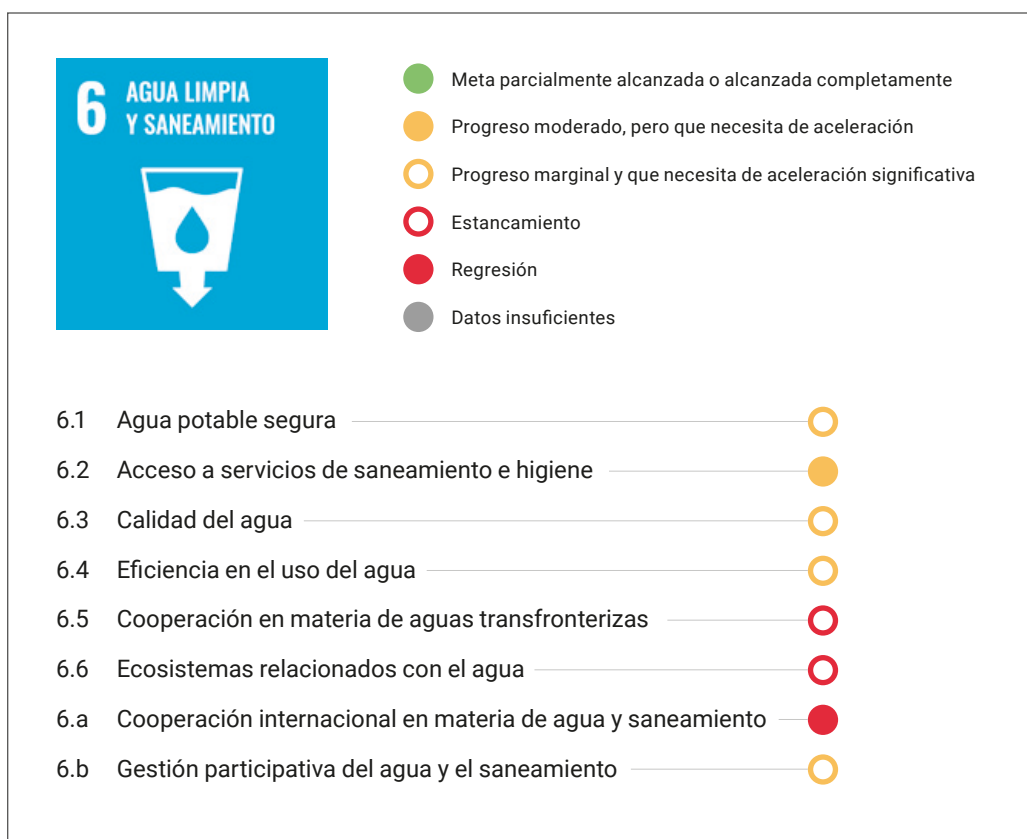 6 AGUA LIMPIA
Y SANEAMIENTO
Meta parcialmente alcanzada o alcanzada completamente
Progreso moderado, pero que necesita de aceleración
Progreso marginal y que necesita de aceleración significativa
Estancamiento
Regresión
Datos insuficientes
6.1 Agua potable segura
6.2 Acceso a servicios de saneamiento e higiene
6.3 Calidad del agua
6.4 Eficiencia en el uso del agua
6.5 Cooperación en materia de aguas transfronterizas
6.6 Ecosistemas relacionados con el agua
6.a Cooperación internacional en materia de agua y saneamiento
6.b Gestión participativa del agua y el saneamiento